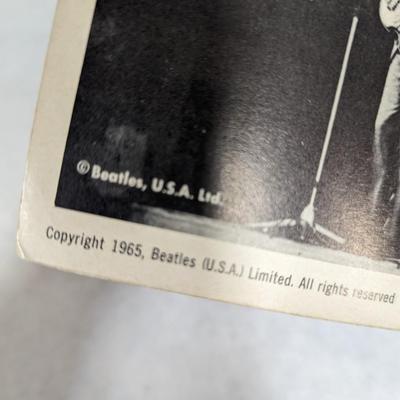 ©Beatles, U.S.A. Ltd.
Copyright 1965, Beatles (U.S.A.) Limited. All rights reserved